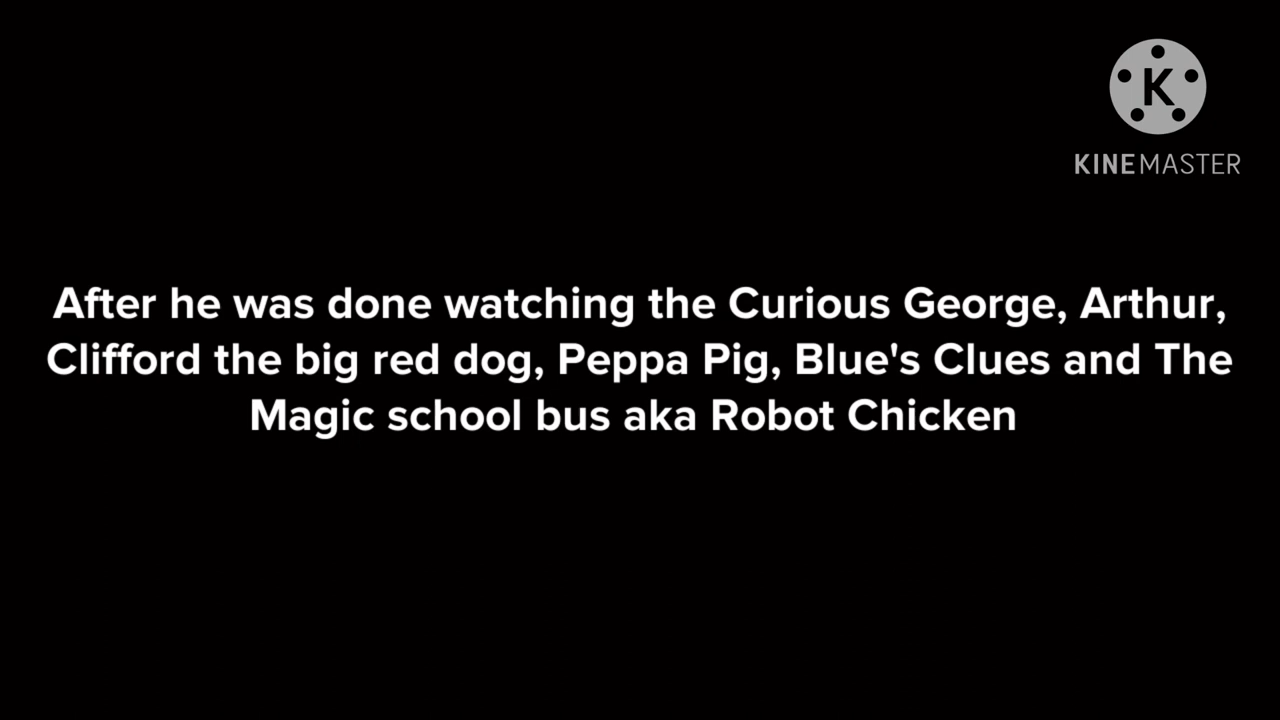 K
KINEMASTER
After he was done watching the Curious George, Arthur,
Clifford the big red dog, Peppa Pig, Blue's Clues and The
Magic school bus aka Robot Chicken